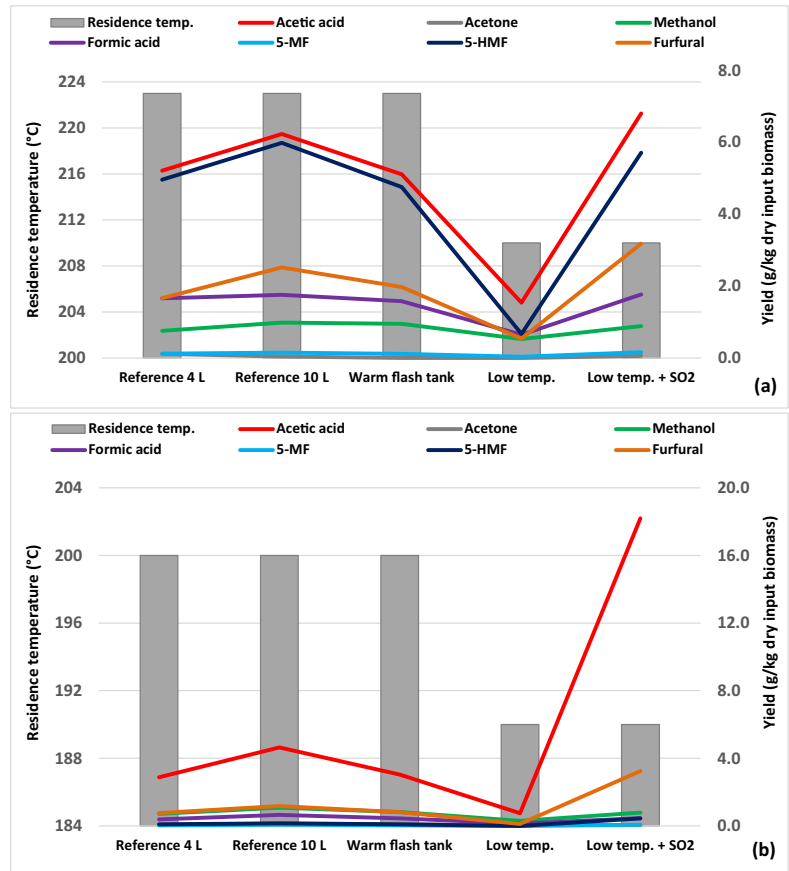 Residence temp. Acetic acid Acetone Methanol
Formic acid 5-MF 5-HMF Furfural
Residence temperature (°C)
224
220
216
212
208
204
200
8.0
6.0
4.0
2.0
0.0
Yield (g/kg dry input biomass)
Reference 4 L Reference 10 L Warm flash tank Low temp. Low temp. + SO2
(a)
Residence temp. Acetic acid Acetone Methanol
Formic acid 5-MF 5-HMF Furfural
Residence temperature (°C)
204
200
196
192
188
184
20.0
16.0
12.0
8.0
4.0
0.0
Yield (g/kg dry input biomass)
Reference 4 L Reference 10 L Warm flash tank Low temp. Low temp. + SO2
(b)